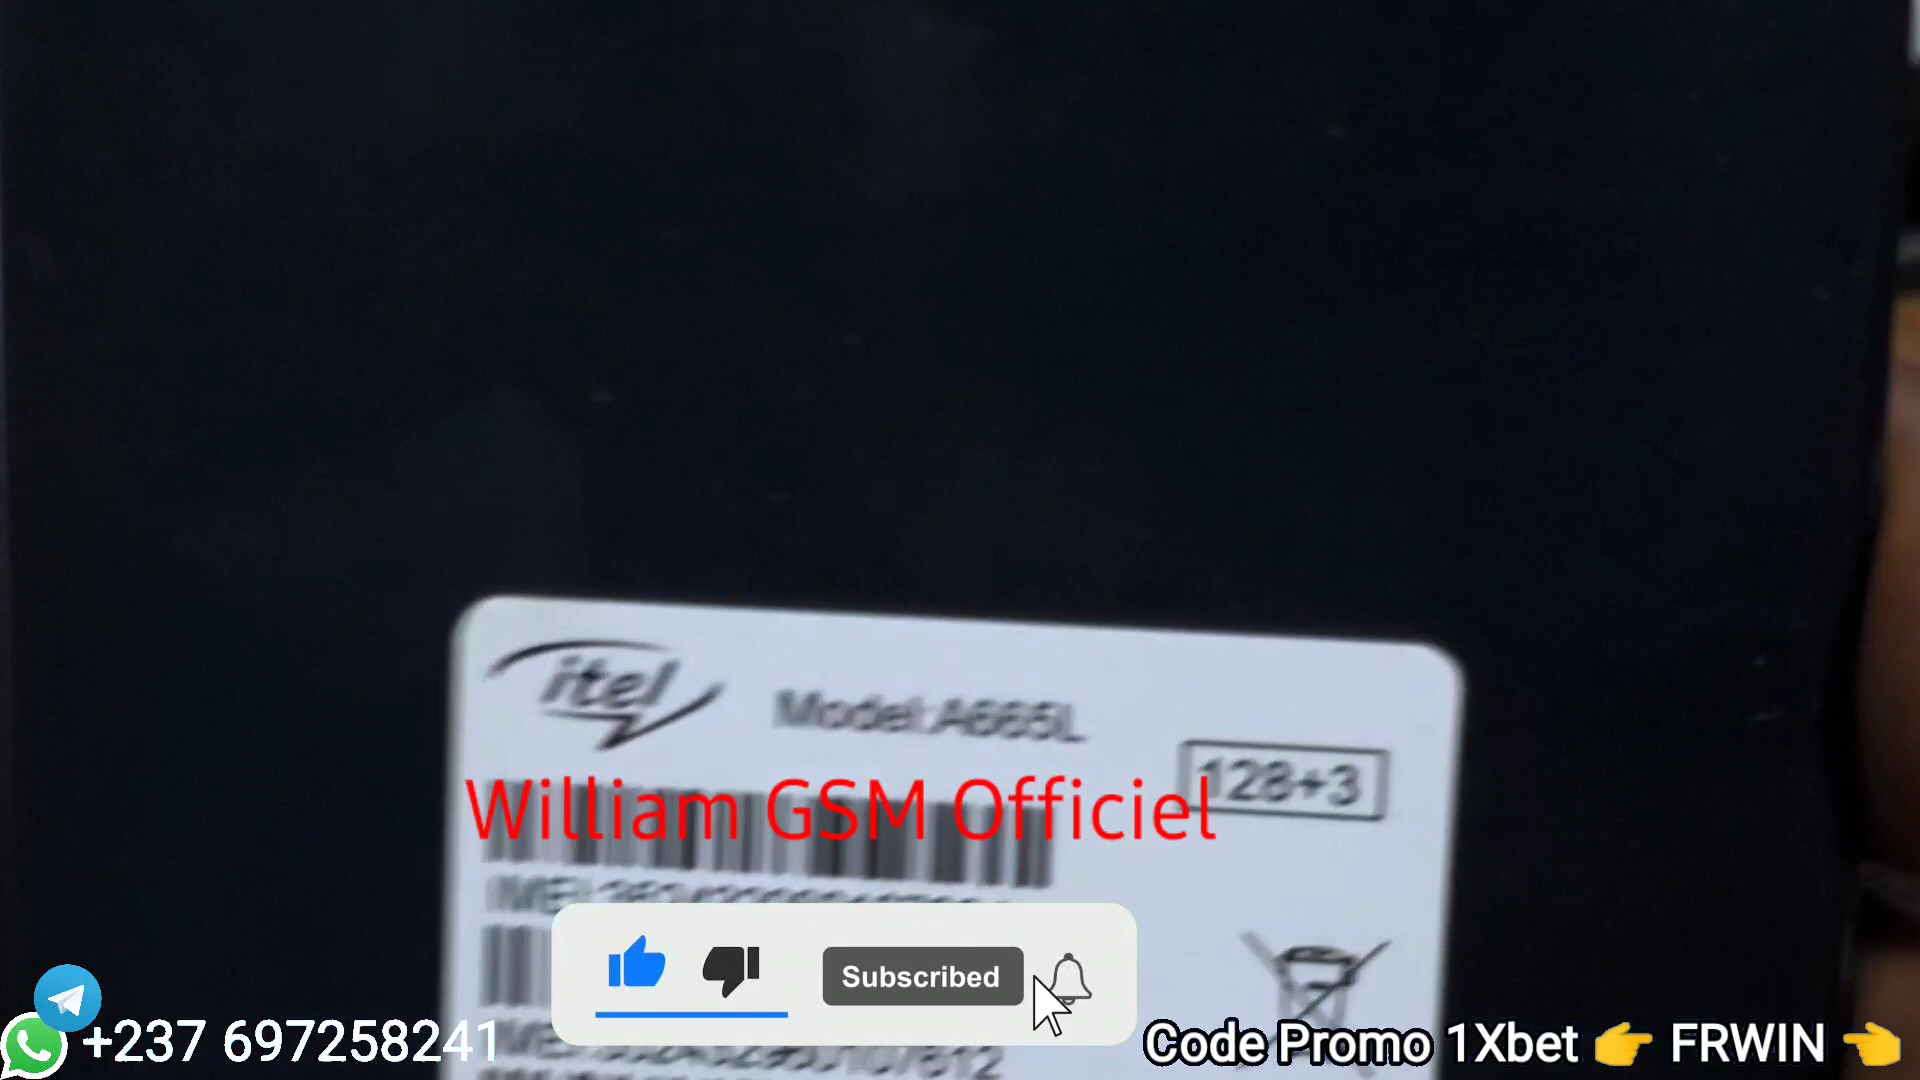 itel
Model:A665L
128+3
William GSM Officiel
Subscribed
+237 697258241
Code Promo 1Xbet 👉 FRWIN 👈